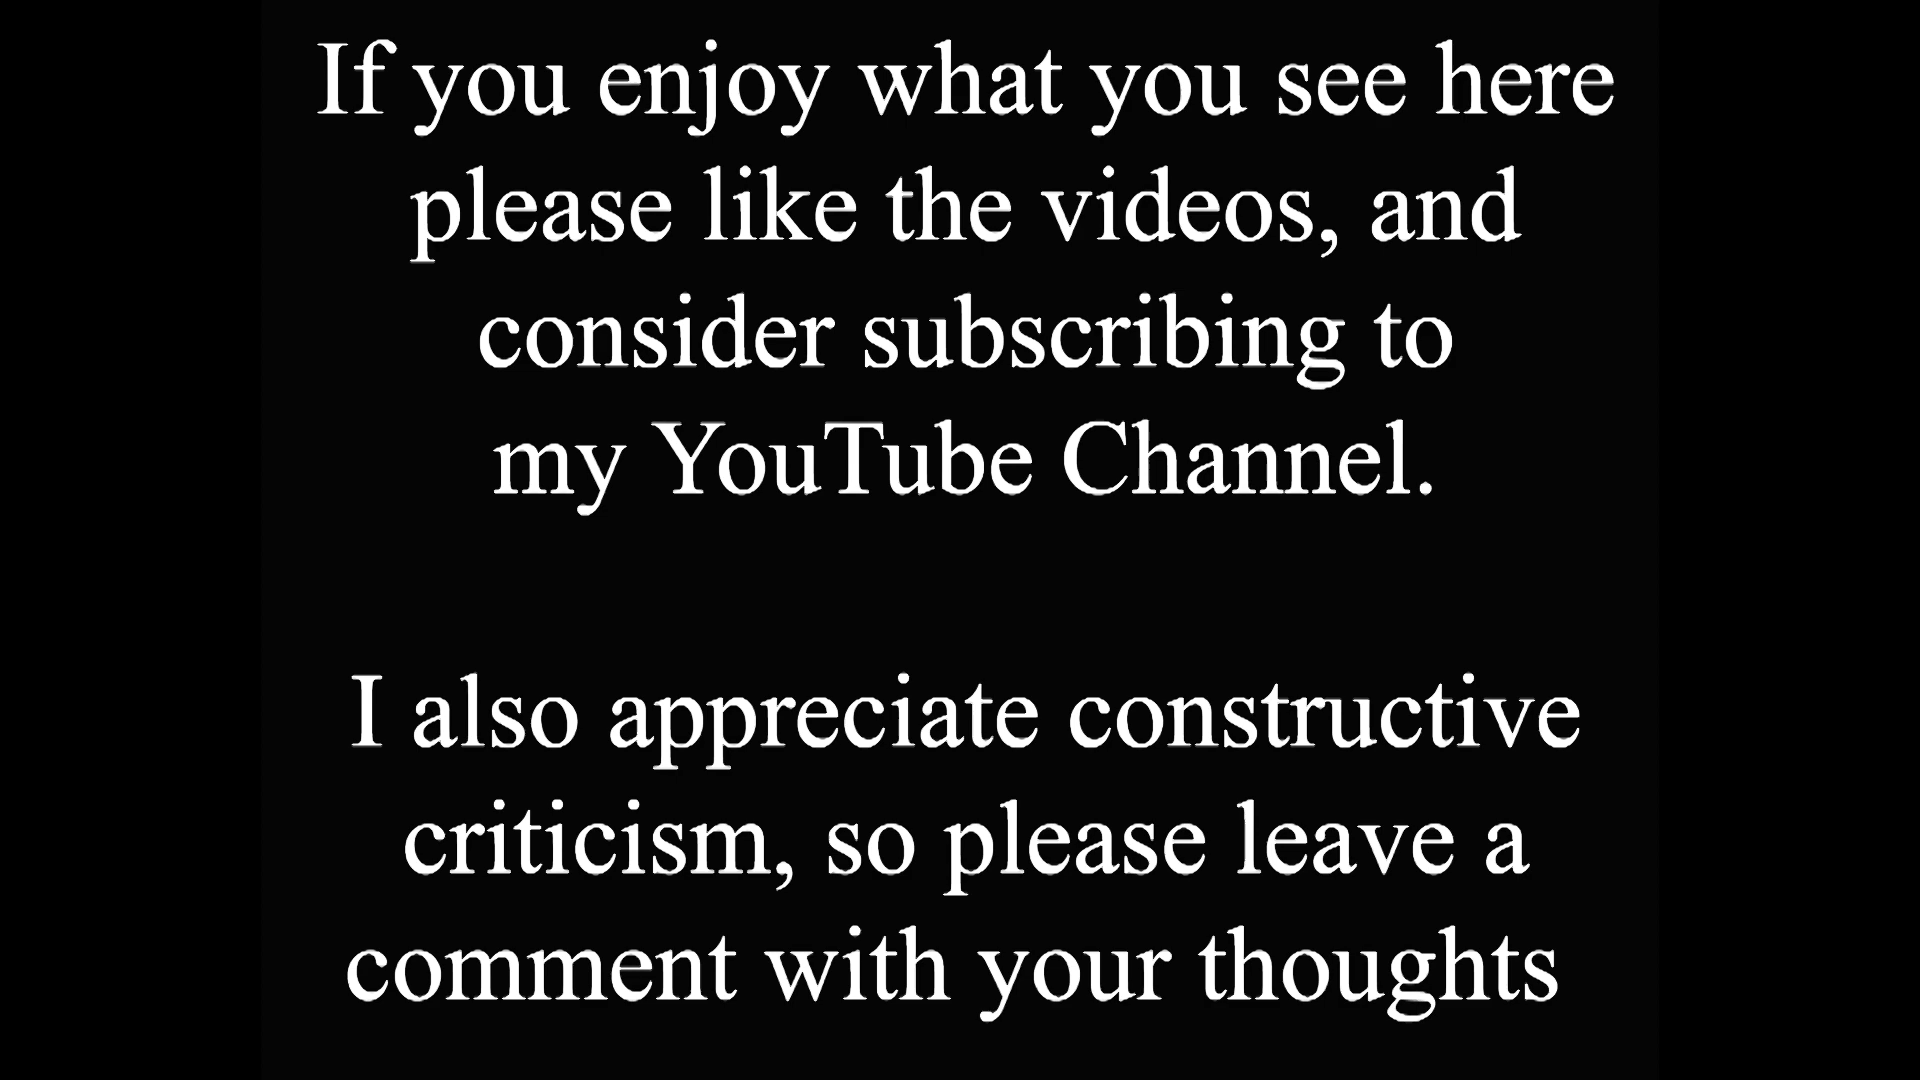 If you enjoy what you see here
please like the videos, and
consider subscribing to
my YouTube Channel.
I also appreciate constructive
criticism, so please leave a
comment with your thoughts